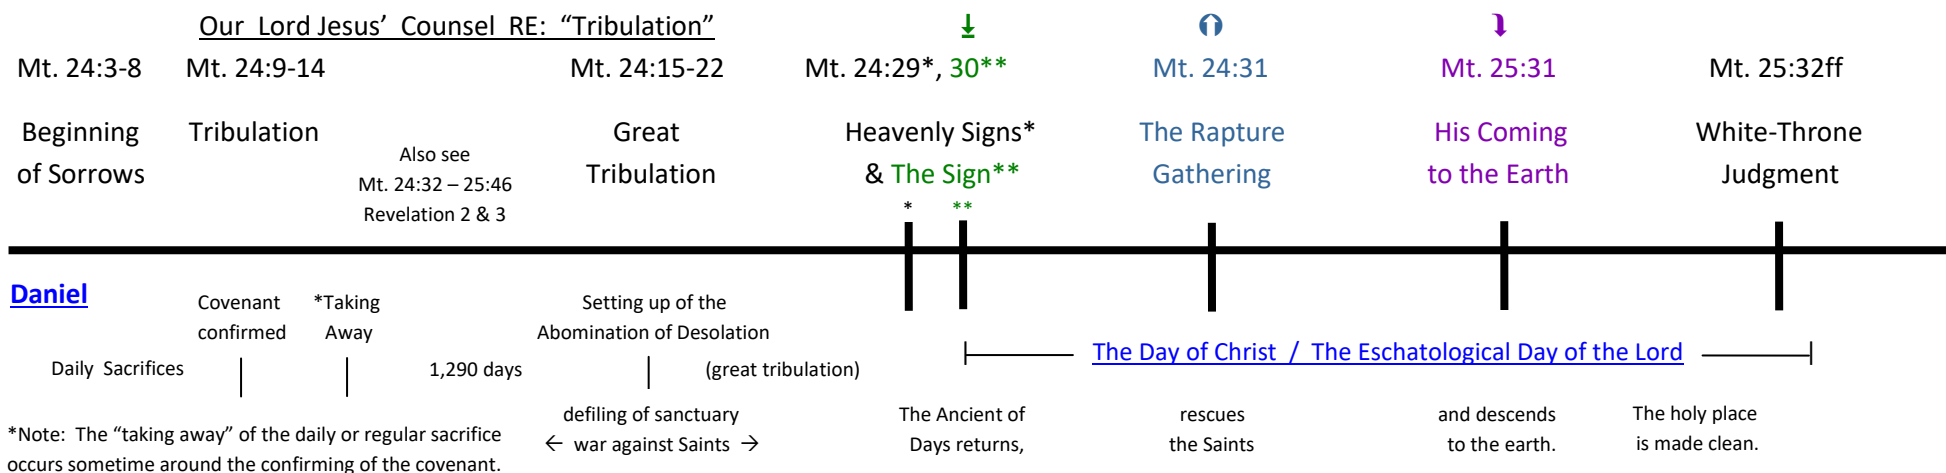 Our Lord Jesus’ Counsel RE: “Tribulation”
Mt. 24:3-8 Mt. 24:9-14 Mt. 24:15-22 Mt. 24:29*, 30** Mt. 24:31 Mt. 25:31 Mt. 25:32ff
Beginning Tribulation Great Heavenly Signs* The Rapture His Coming White-Throne
of Sorrows Tribulation & The Sign** Gathering to the Earth Judgment
Also see
Mt. 24:32 – 25:46
Revelation 2 & 3
* **
Daniel
Covenant *Taking Setting up of the
confirmed Away Abomination of Desolation
The Day of Christ / The Eschatological Day of the Lord
Daily Sacrifices 1,290 days (great tribulation)
defiling of sanctuary The Ancient of rescues and descends The holy place
← war against Saints → Days returns, the Saints to the earth. is made clean.
*Note: The “taking away” of the daily or regular sacrifice
occurs sometime around the confirming of the covenant.